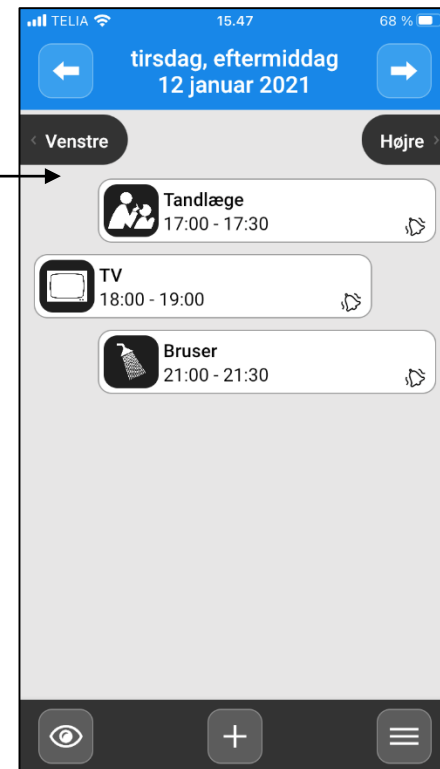 TELIA 15.47 68 %
tirsdag, eftermiddag
12 januar 2021
Venstre Højre
Tandlæge
17:00 - 17:30
TV
18:00 - 19:00
Bruser
21:00 - 21:30